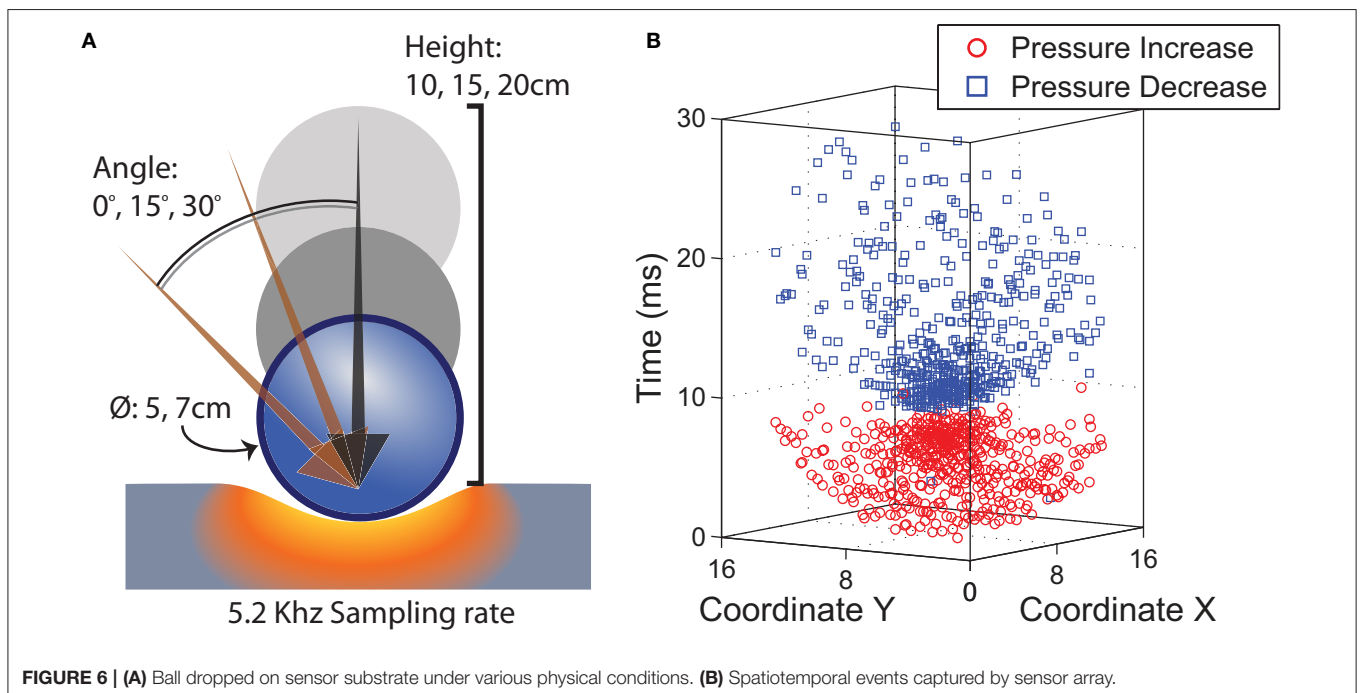 A
Height:
10, 15, 20cm
Angle:
0°, 15°, 30°
Ø: 5, 7cm
5.2 Khz Sampling rate
B
Pressure Increase
Pressure Decrease
30
20
10
0
Time (ms)
16
8
0
8
16
Coordinate Y
Coordinate X
FIGURE 6 | (A) Ball dropped on sensor substrate under various physical conditions. (B) Spatiotemporal events captured by sensor array.